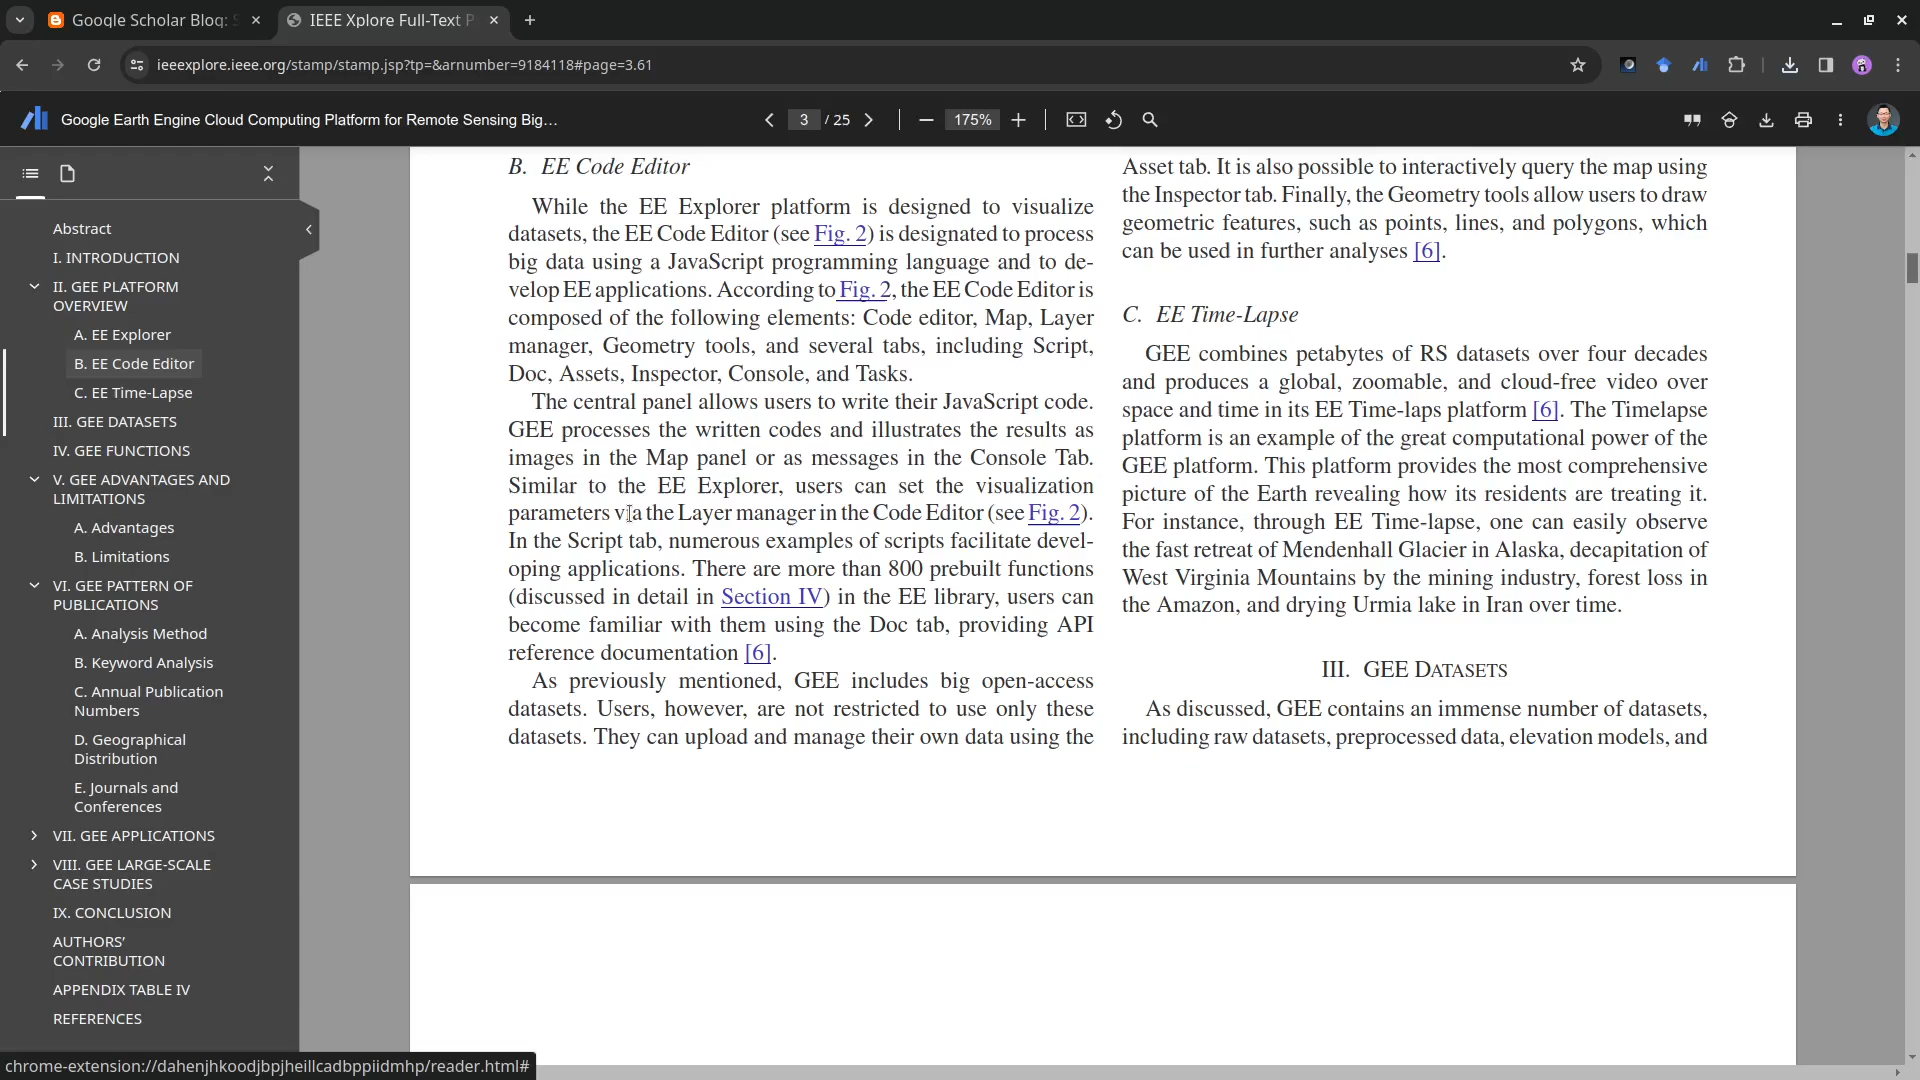 Google Scholar Blog: S
IEEE Xplore Full-Text P
ieeexplore.ieee.org/stamp/stamp.jsp?tp=&arnumber=9184118#page=3.61
Google Earth Engine Cloud Computing Platform for Remote Sensing Big...
3 / 25
175%
Abstract
I. INTRODUCTION
II. GEE PLATFORM
OVERVIEW
A. EE Explorer
B. EE Code Editor
C. EE Time-Lapse
III. GEE DATASETS
IV. GEE FUNCTIONS
V. GEE ADVANTAGES AND
LIMITATIONS
A. Advantages
B. Limitations
VI. GEE PATTERN OF
PUBLICATIONS
A. Analysis Method
B. Keyword Analysis
C. Annual Publication
Numbers
D. Geographical
Distribution
E. Journals and
Conferences
VII. GEE APPLICATIONS
VIII. GEE LARGE-SCALE
CASE STUDIES
IX. CONCLUSION
AUTHORS'
CONTRIBUTION
APPENDIX TABLE IV
REFERENCES
B. EE Code Editor
While the EE Explorer platform is designed to visualize
datasets, the EE Code Editor (see Fig. 2) is designated to process
big data using a JavaScript programming language and to de-
velop EE applications. According to Fig. 2, the EE Code Editor is
composed of the following elements: Code editor, Map, Layer
manager, Geometry tools, and several tabs, including Script,
Doc, Assets, Inspector, Console, and Tasks.
The central panel allows users to write their JavaScript code.
GEE processes the written codes and illustrates the results as
images in the Map panel or as messages in the Console Tab.
Similar to the EE Explorer, users can set the visualization
parameters via the Layer manager in the Code Editor (see Fig. 2).
In the Script tab, numerous examples of scripts facilitate devel-
oping applications. There are more than 800 prebuilt functions
(discussed in detail in Section IV) in the EE library, users can
become familiar with them using the Doc tab, providing API
reference documentation [6].
As previously mentioned, GEE includes big open-access
datasets. Users, however, are not restricted to use only these
datasets. They can upload and manage their own data using the
Asset tab. It is also possible to interactively query the map using
the Inspector tab. Finally, the Geometry tools allow users to draw
geometric features, such as points, lines, and polygons, which
can be used in further analyses [6].
C. EE Time-Lapse
GEE combines petabytes of RS datasets over four decades
and produces a global, zoomable, and cloud-free video over
space and time in its EE Time-laps platform [6]. The Timelapse
platform is an example of the great computational power of the
GEE platform. This platform provides the most comprehensive
picture of the Earth revealing how its residents are treating it.
For instance, through EE Time-lapse, one can easily observe
the fast retreat of Mendenhall Glacier in Alaska, decapitation of
West Virginia Mountains by the mining industry, forest loss in
the Amazon, and drying Urmia lake in Iran over time.
III. GEE DATASETS
As discussed, GEE contains an immense number of datasets,
including raw datasets, preprocessed data, elevation models, and
chrome-extension://dahenjhkoodjbpjheillcadbppiidmhp/reader.html#